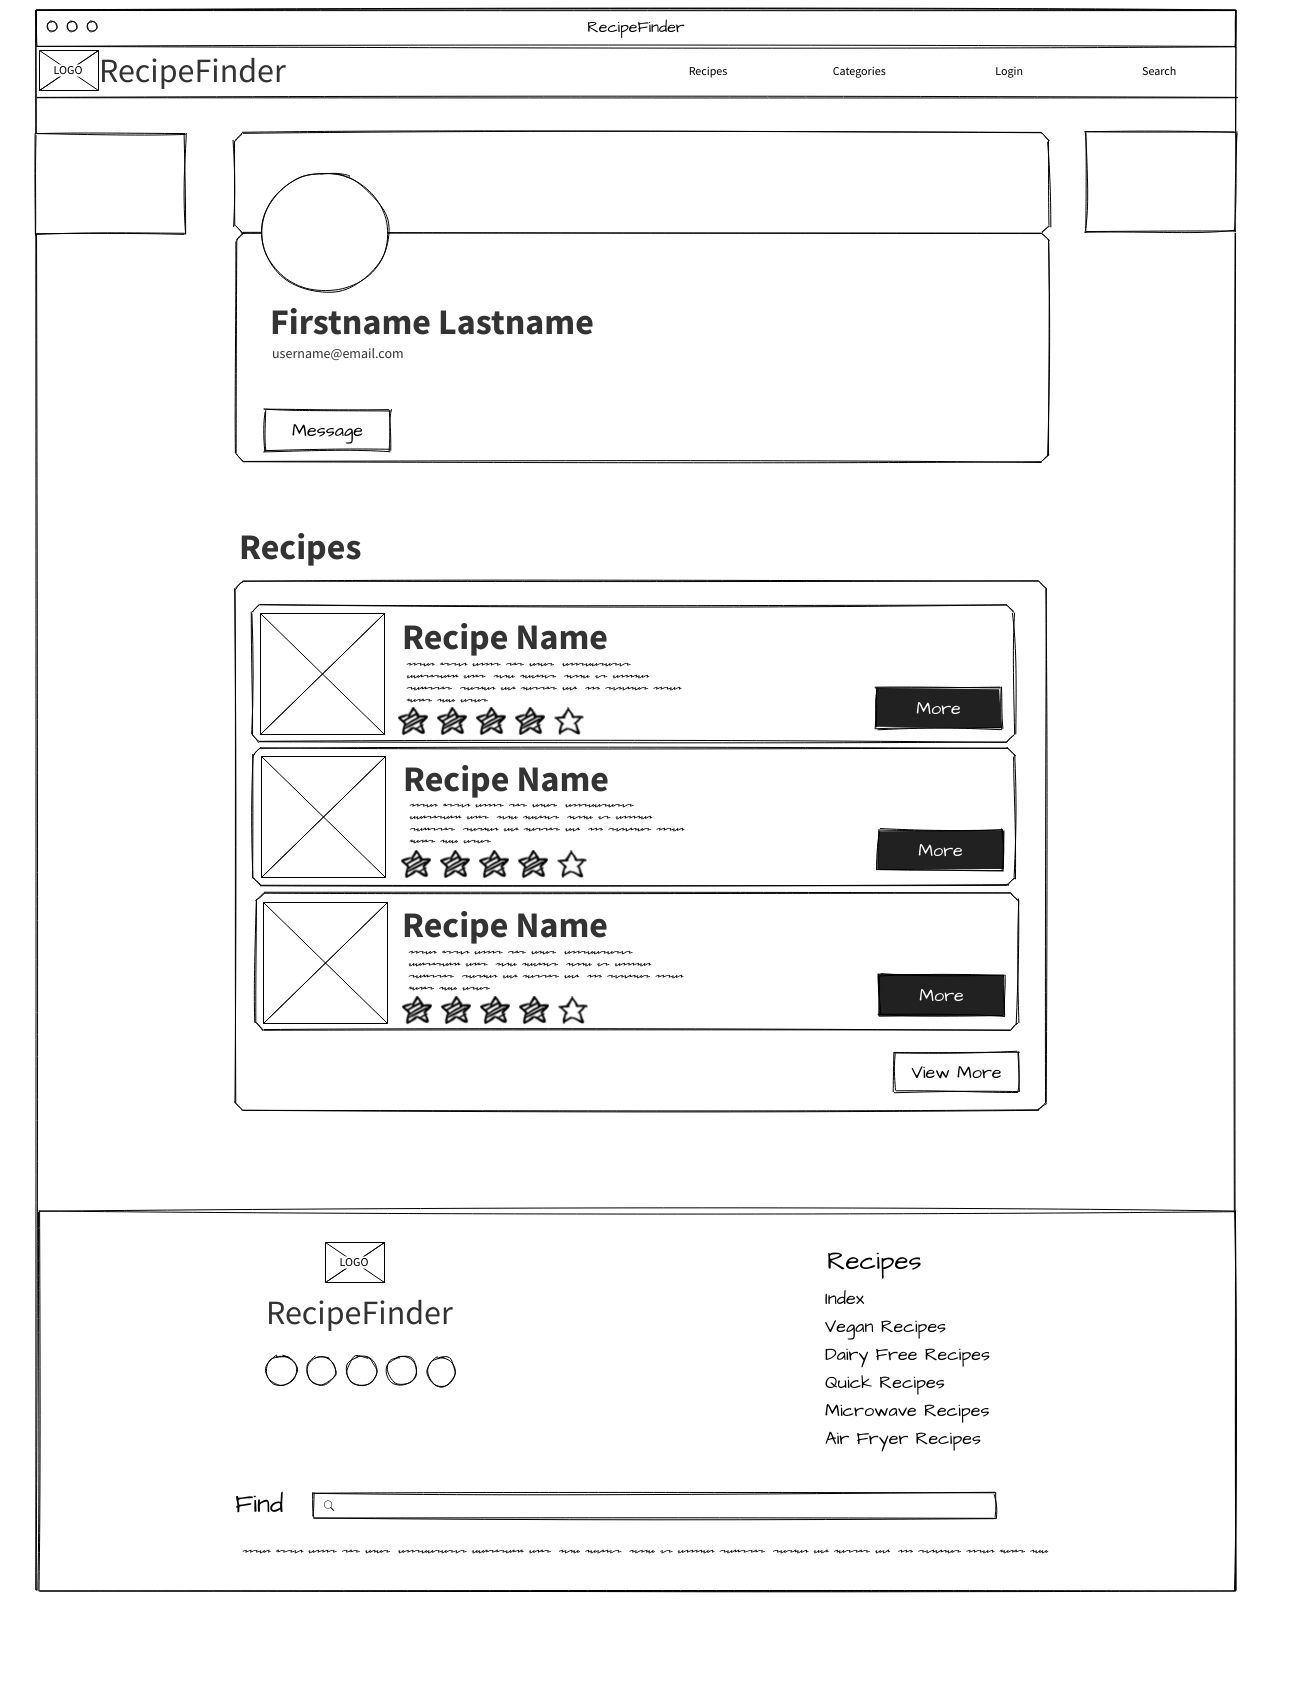 RecipeFinder
LOGO RecipeFinder Recipes Categories Login Search
Firstname Lastname
username@email.com
Message
Recipes
Recipe Name
More
Recipe Name
More
Recipe Name
More
View More
LOGO
RecipeFinder
Recipes
Index
Vegan Recipes
Dairy Free Recipes
Quick Recipes
Microwave Recipes
Air Fryer Recipes
Find